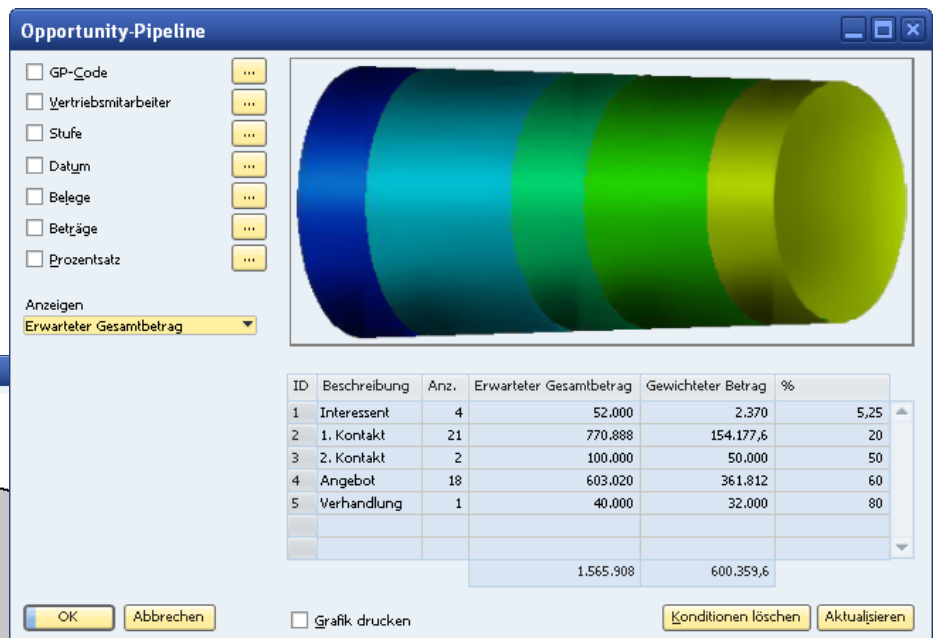 Opportunity-Pipeline
GP-Code ...
Vertriebsmitarbeiter ...
Stufe ...
Datum ...
Belege ...
Beträge ...
Prozentsatz ...
Anzeigen
Erwarteter Gesamtbetrag
ID Beschreibung Anz. Erwarteter Gesamtbetrag Gewichteter Betrag %
1 Interessent 4 52.000 2.370 5,25
2 1. Kontakt 21 770.888 154.177,6 20
3 2. Kontakt 2 100.000 50.000 50
4 Angebot 18 603.020 361.812 60
5 Verhandlung 1 40.000 32.000 80
1.565.908 600.359,6
OK Abbrechen Grafik drucken Konditionen löschen Aktualisieren